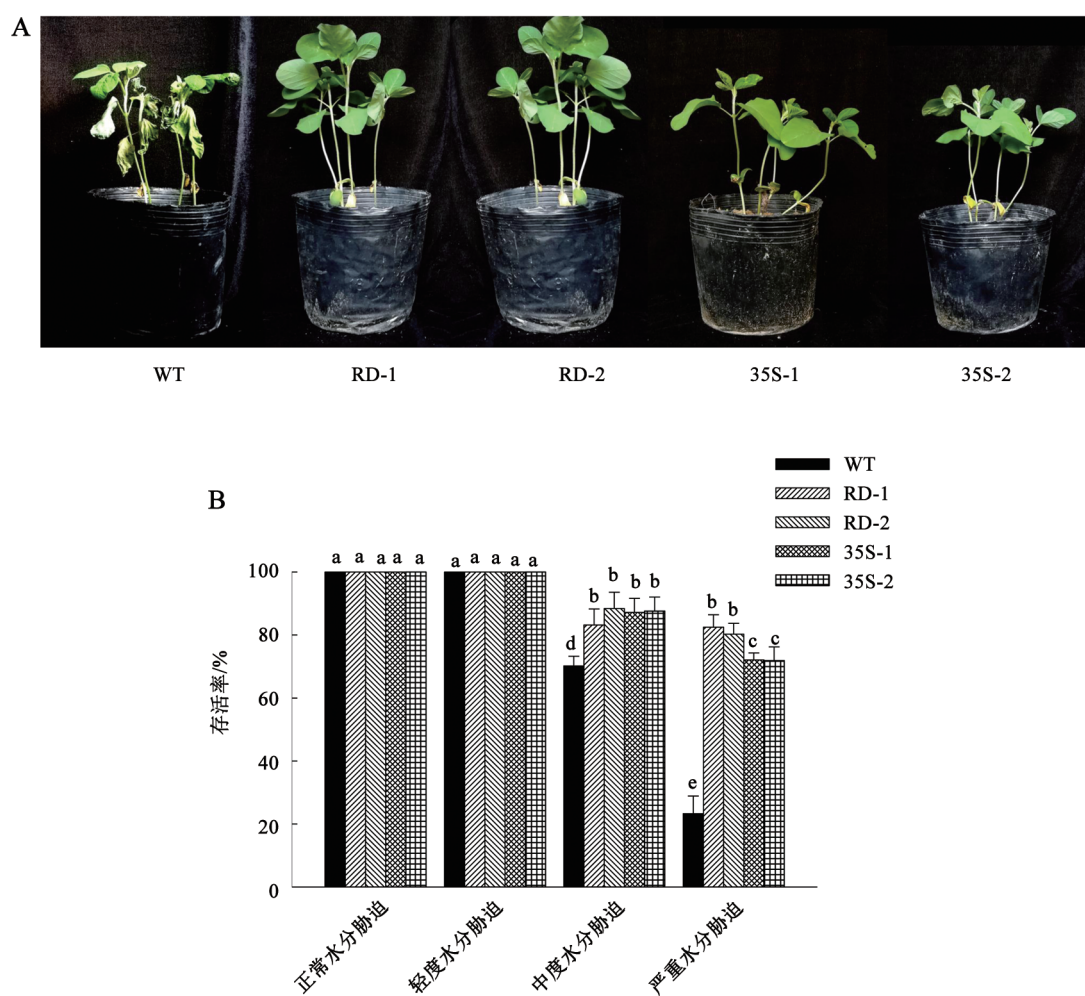 A
WT RD-1 RD-2 35S-1 35S-2
B
WT
RD-1
RD-2
35S-1
35S-2
a a a a a a a a a a d b b b b e b b c c
100
80
60
40
20
0
存活率/%
正常水分胁迫
轻度水分胁迫
中度水分胁迫
严重水分胁迫